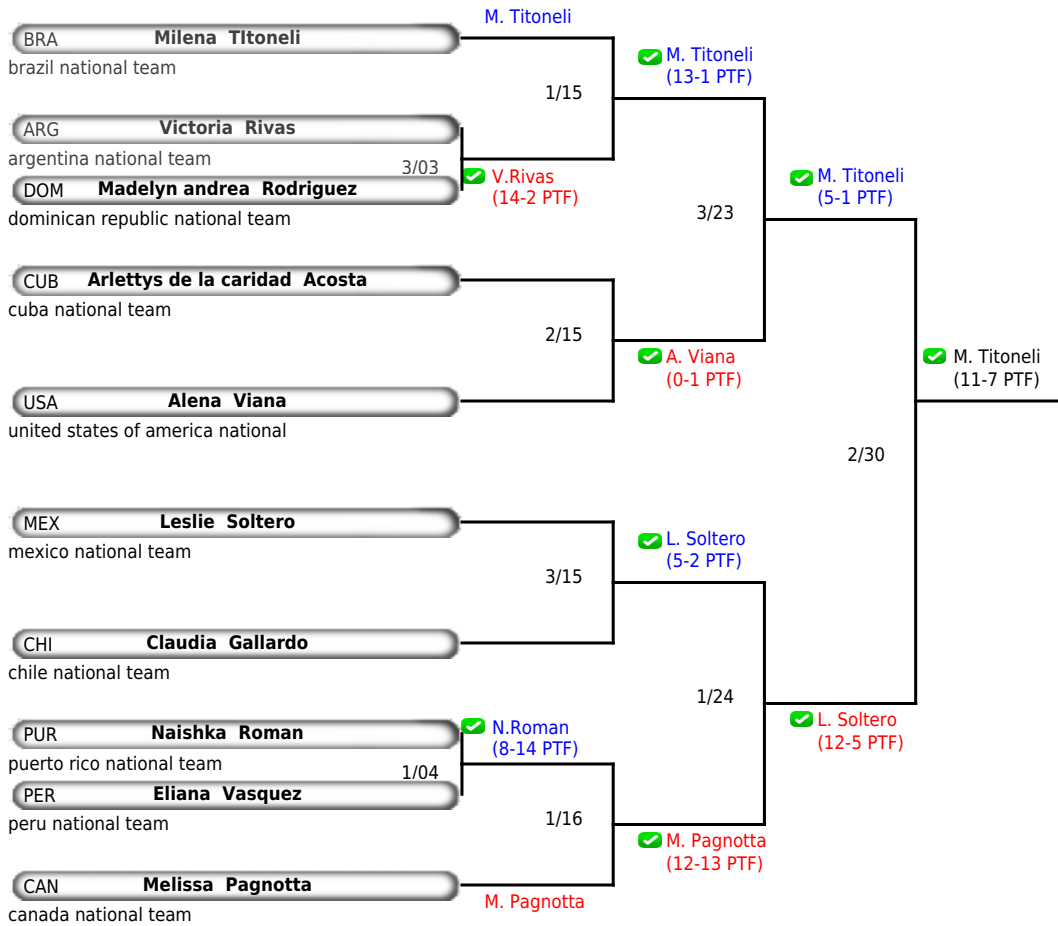 M. Titoneli
BRA Milena TItoneli
brazil national team
M. Titoneli
(13-1 PTF)
1/15
ARG Victoria Rivas
argentina national team
3/03
V.Rivas
(14-2 PTF)
DOM Madelyn andrea Rodriguez
dominican republic national team
M. Titoneli
(5-1 PTF)
3/23
CUB Arlettys de la caridad Acosta
cuba national team
2/15
A. Viana
(0-1 PTF)
M. Titoneli
(11-7 PTF)
USA Alena Viana
united states of america national
2/30
MEX Leslie Soltero
mexico national team
L. Soltero
(5-2 PTF)
3/15
CHI Claudia Gallardo
chile national team
1/24
L. Soltero
(12-5 PTF)
PUR Naishka Roman
puerto rico national team
N.Roman
(8-14 PTF)
1/04
PER Eliana Vasquez
peru national team
1/16
M. Pagnotta
(12-13 PTF)
CAN Melissa Pagnotta
canada national team
M. Pagnotta